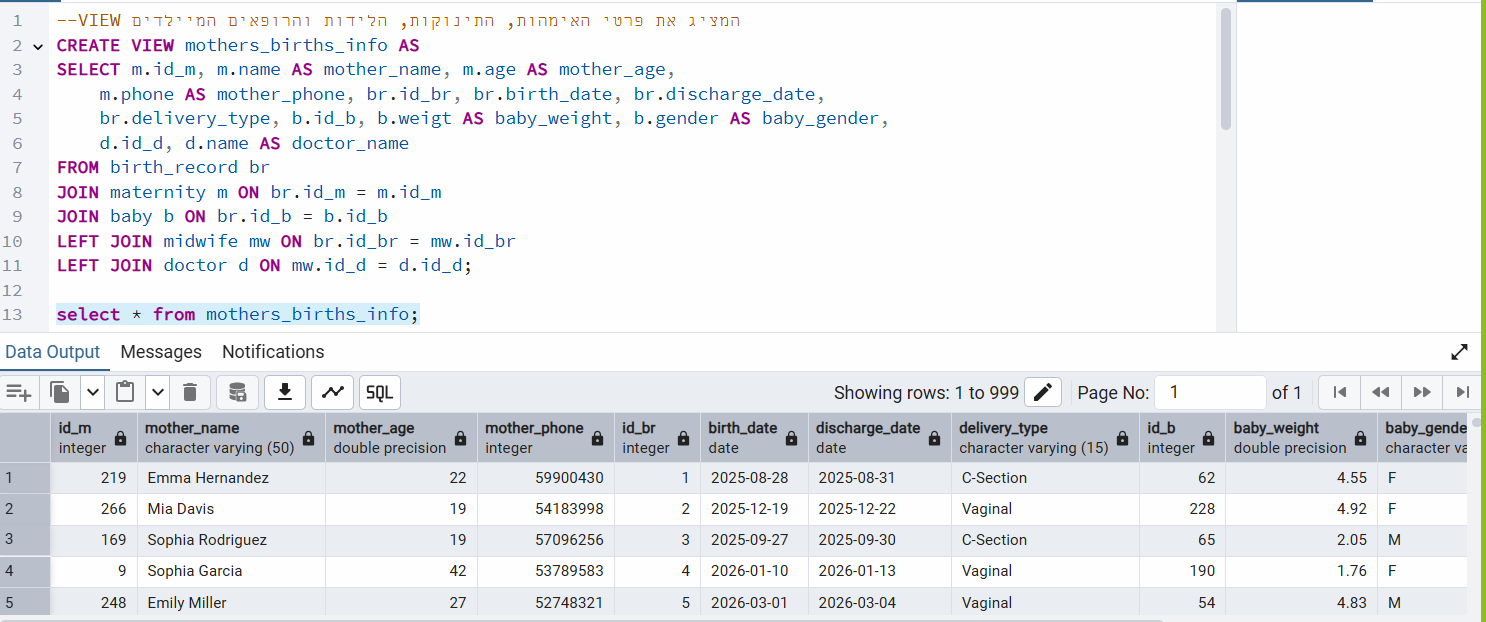 1 --VIEW המציג את פרטי האימהות, התינוקות, הלידות והרופאים המיילדים
2 CREATE VIEW mothers_births_info AS
3 SELECT m.id_m, m.name AS mother_name, m.age AS mother_age,
4 m.phone AS mother_phone, br.id_br, br.birth_date, br.discharge_date,
5 br.delivery_type, b.id_b, b.weigt AS baby_weight, b.gender AS baby_gender,
6 d.id_d, d.name AS doctor_name
7 FROM birth_record br
8 JOIN maternity m ON br.id_m = m.id_m
9 JOIN baby b ON br.id_b = b.id_b
10 LEFT JOIN midwife mw ON br.id_br = mw.id_br
11 LEFT JOIN doctor d ON mw.id_d = d.id_d;
12
13 select * from mothers_births_info;
Data Output Messages Notifications
SQL Showing rows: 1 to 999 Page No: 1 of 1
id_m mother_name mother_age mother_phone id_br birth_date discharge_date delivery_type id_b baby_weight baby_gende
integer character varying (50) double precision integer integer date date character varying (15) integer double precision character va
1 219 Emma Hernandez 22 59900430 1 2025-08-28 2025-08-31 C-Section 62 4.55 F
2 266 Mia Davis 19 54183998 2 2025-12-19 2025-12-22 Vaginal 228 4.92 F
3 169 Sophia Rodriguez 19 57096256 3 2025-09-27 2025-09-30 C-Section 65 2.05 M
4 9 Sophia Garcia 42 53789583 4 2026-01-10 2026-01-13 Vaginal 190 1.76 F
5 248 Emily Miller 27 52748321 5 2026-03-01 2026-03-04 Vaginal 54 4.83 M